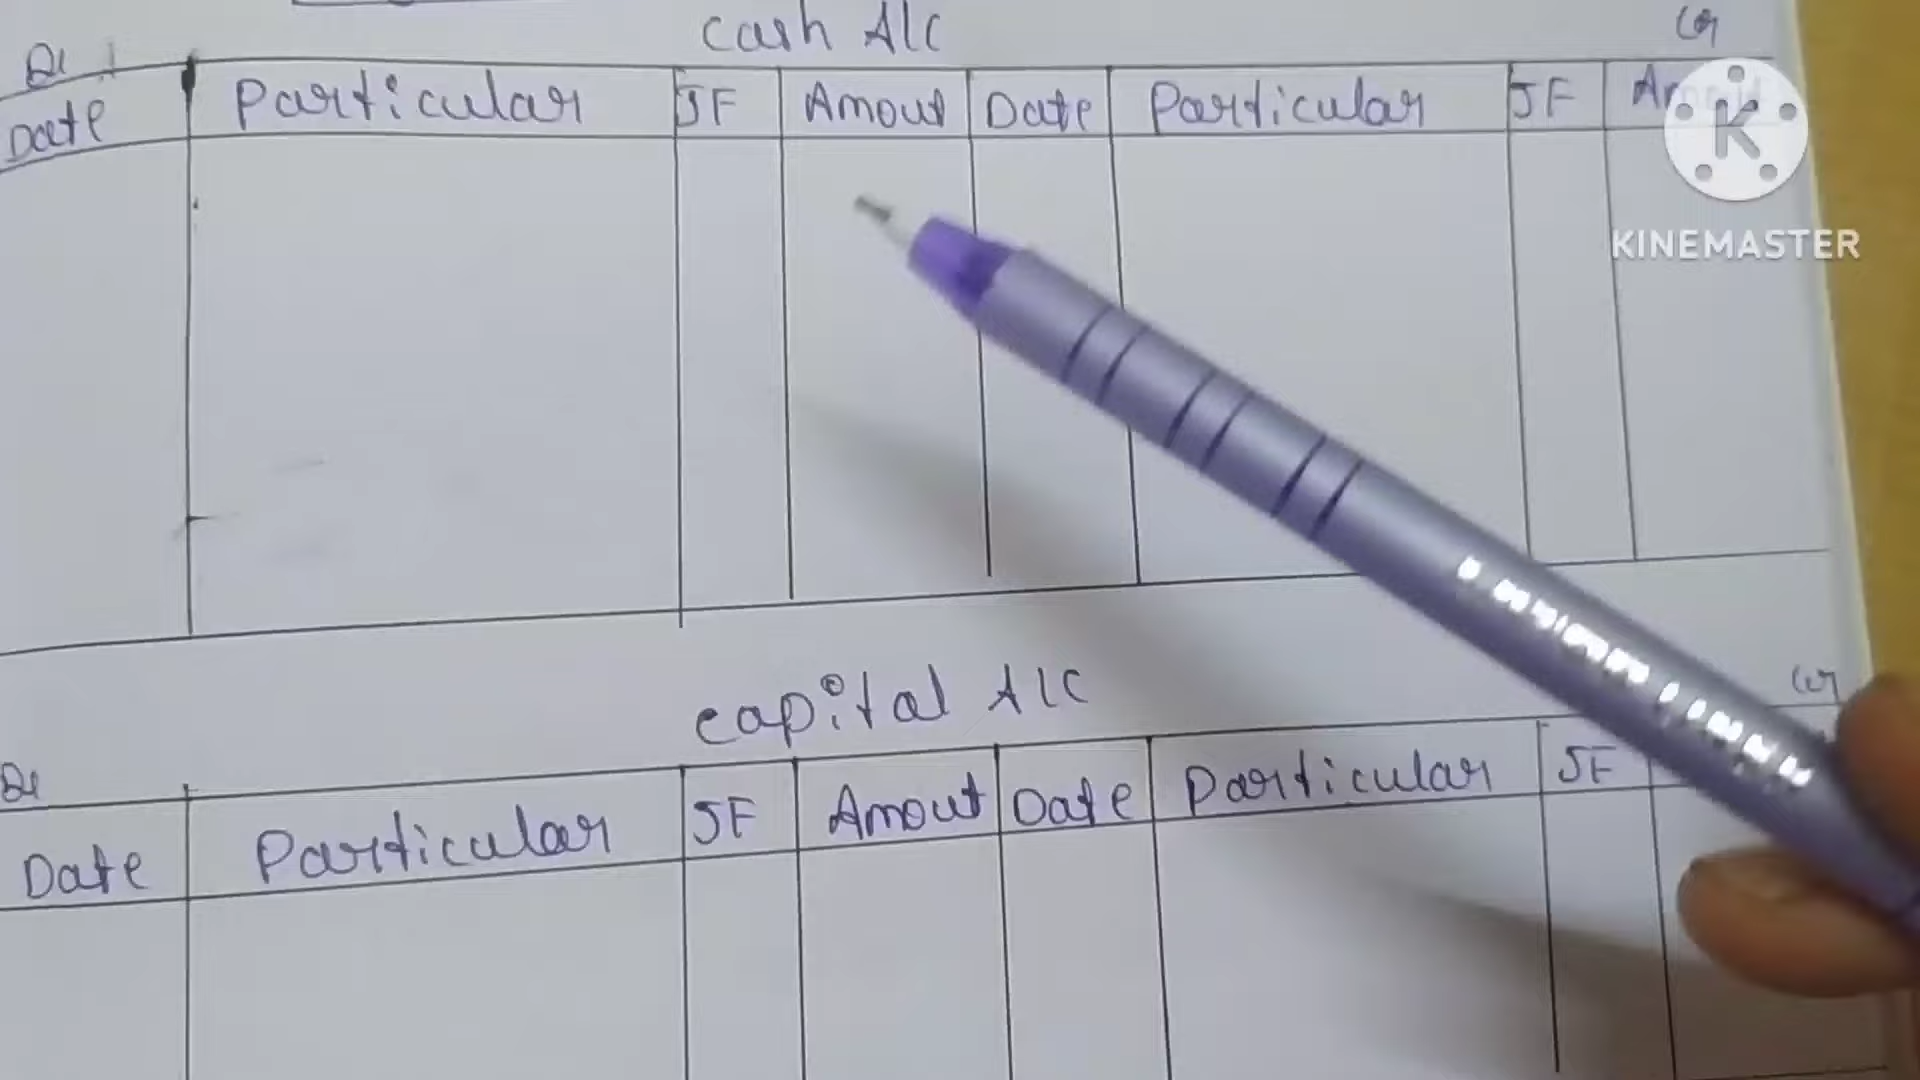 Cash A/C
Dr Cr
Date Particular JF Amout Date Particular JF
K
KINEMASTER
Capital A/C
Cr
Dr
Date Particular JF Amout Date Particular JF